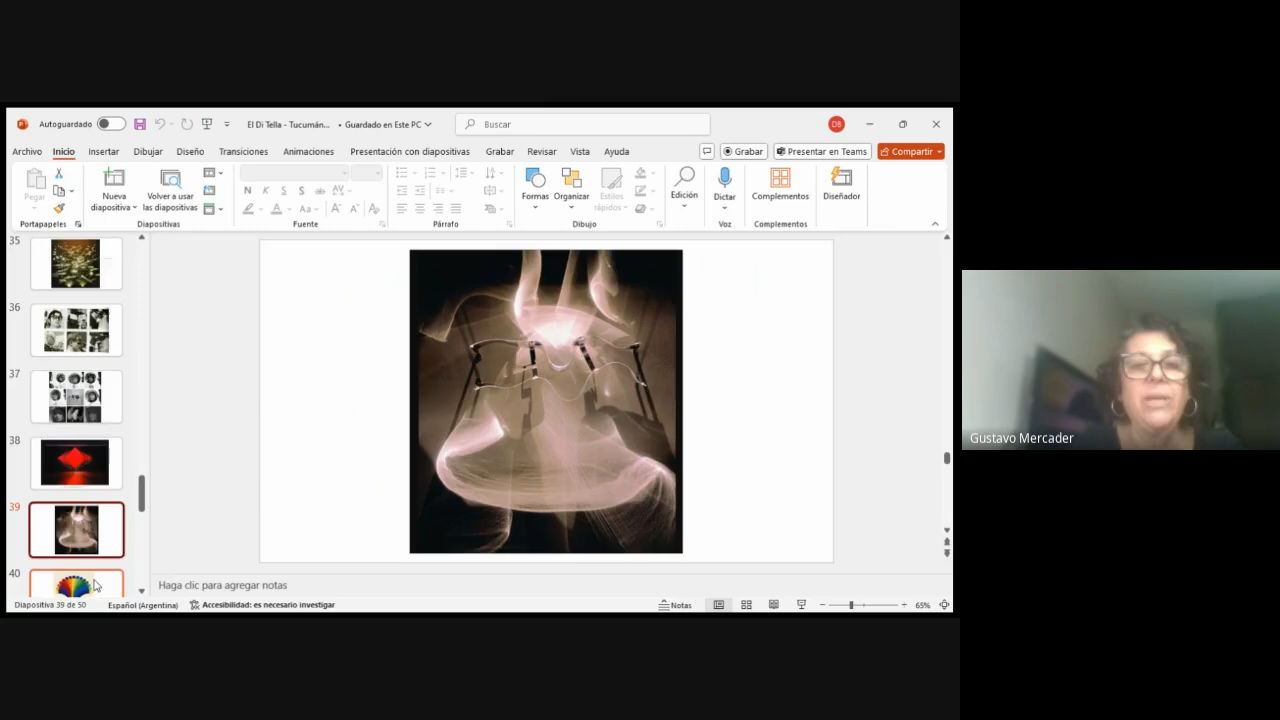 Autoguardado
El Di Tella - Tucumán... • Guardado en Este PC
Buscar
DB
Archivo Inicio Insertar Dibujar Diseño Transiciones Animaciones Presentación con diapositivas Grabar Revisar Vista Ayuda
Grabar
Presentar en Teams
Compartir
Pegar
Nueva diapositiva
Volver a usar las diapositivas
N K S S ab AV
A Aa A A A
Formas
Organizar
Estilos rápidos
Edición
Dictar
Complementos
Diseñador
Portapapeles Diapositivas Fuente Párrafo Dibujo Voz Complementos
35
36
37
38
39
40
Haga clic para agregar notas
Diapositiva 39 de 50 Español (Argentina) Accesibilidad: es necesario investigar Notas 65%
Gustavo Mercader